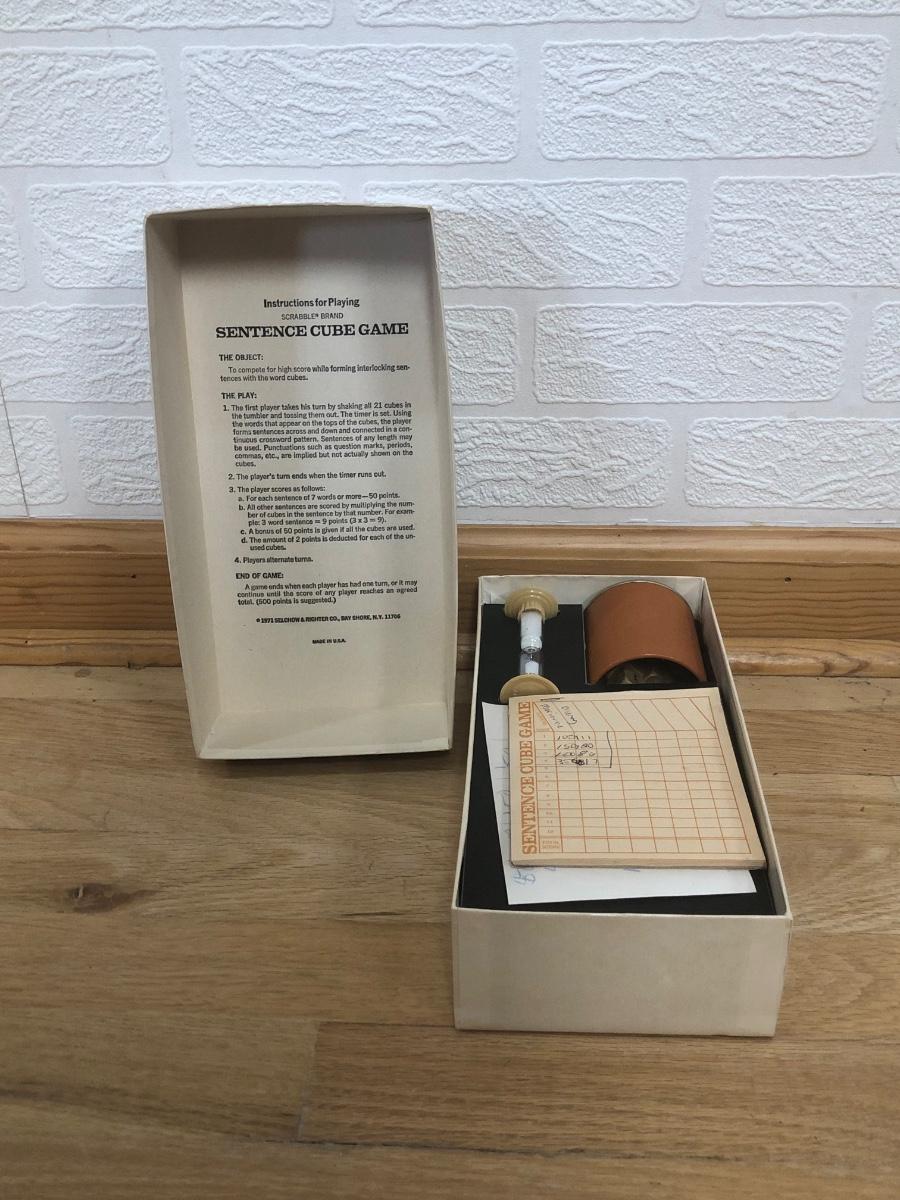 Instructions for Playing
SCRABBLE® BRAND
SENTENCE CUBE GAME
THE OBJECT:
To compete for high score while forming interlocking sen-
tences with the word cubes.
THE PLAY:
1. The first player takes his turn by shaking all 21 cubes in
the tumbler and tossing them out. The timer is set. Using
the words that appear on the tops of the cubes, the player
forms sentences across and down and connected in a con-
tinuous crossword pattern. Sentences of any length may
be used. Punctuations such as question marks, periods,
commas, etc., are implied but not actually shown on the
cubes.
2. The player's turn ends when the timer runs out.
3. The player scores as follows:
a. For each sentence of 7 words or more—50 points.
b. All other sentences are scored by multiplying the num-
ber of cubes in the sentence by that number. For exam-
ple: 3 word sentence = 9 points (3 x 3 = 9).
c. A bonus of 50 points is given if all the cubes are used.
d. The amount of 2 points is deducted for each of the un-
used cubes.
4. Players alternate turns.
END OF GAME:
A game ends when each player has had one turn, or it may
continue until the score of any player reaches an agreed
total. (500 points is suggested.)
© 1971 SELCHOW & RIGHTER CO., BAY SHORE, N.Y. 11706
MADE IN U.S.A.
SENTENCE CUBE GAME